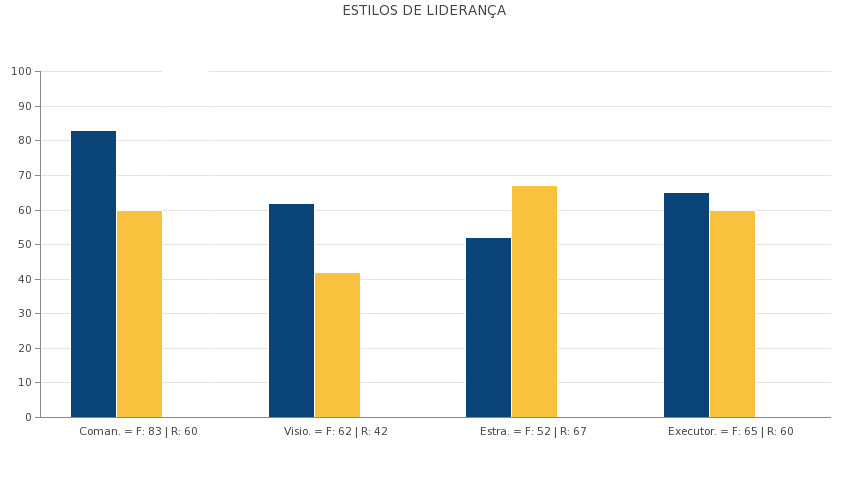 ESTILOS DE LIDERANÇA
100
90
80
70
60
50
40
30
20
10
0
Coman. = F: 83 | R: 60
Visio. = F: 62 | R: 42
Estra. = F: 52 | R: 67
Executor. = F: 65 | R: 60